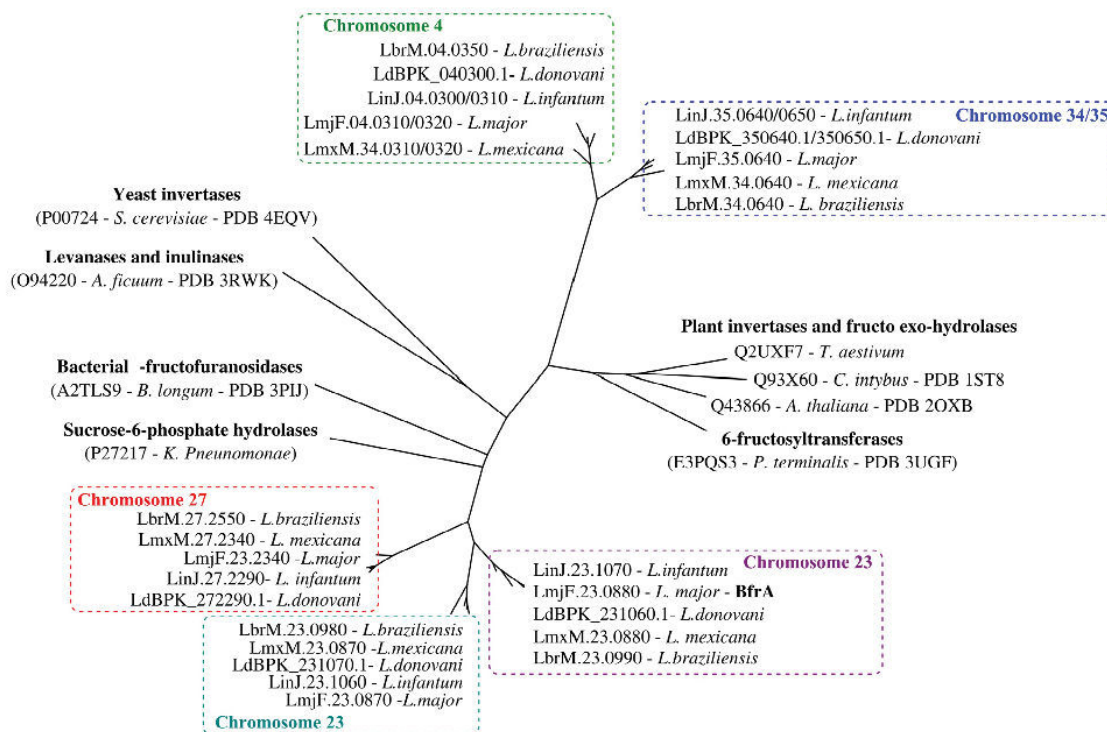 Chromosome 4
LbrM.04.0350 - L.braziliensis
LdBPK_040300.1- L.donovani
LinJ.04.0300/0310 - L.infantum
LmjF.04.0310/0320 - L.major
LmxM.34.0310/0320 - L.mexicana
Chromosome 34/35
LinJ.35.0640/0650 - L.infantum
LdBPK_350640.1/350650.1- L.donovani
LmjF.35.0640 - L.major
LmxM.34.0640 - L. mexicana
LbrM.34.0640 - L. braziliensis
Yeast invertases
(P00724 - S. cerevisiae - PDB 4EQV)
Levanases and inulinases
(O94220 - A. ficuum - PDB 3RWK)
Bacterial -fructofuranosidases
(A2TLS9 - B. longum - PDB 3PIJ)
Sucrose-6-phosphate hydrolases
(P27217 - K. Pneunomonae)
Plant invertases and fructo exo-hydrolases
Q2UXF7 - T. aestivum
Q93X60 - C. intybus - PDB 1ST8
Q43866 - A. thaliana - PDB 2OXB
6-fructosyltransferases
(E3PQS3 - P. terminalis - PDB 3UGF)
Chromosome 27
LbrM.27.2550 - L.braziliensis
LmxM.27.2340 - L. mexicana
LmjF.23.2340 -L.major
LinJ.27.2290- L. infantum
LdBPK_272290.1- L.donovani
Chromosome 23
LinJ.23.1070 - L.infantum
LmjF.23.0880 - L. major - BfrA
LdBPK_231060.1- L.donovani
LmxM.23.0880 - L. mexicana
LbrM.23.0990 - L.braziliensis
LbrM.23.0980 - L.braziliensis
LmxM.23.0870 -L.mexicana
LdBPK_231070.1- L.donovani
LinJ.23.1060 - L.infantum
LmjF.23.0870 -L.major
Chromosome 23